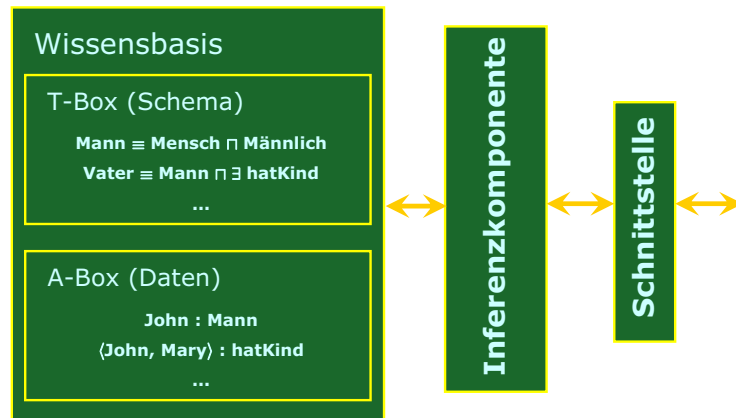 Wissensbasis
T-Box (Schema)
Mann ≡ Mensch ⊓ Männlich
Vater ≡ Mann ⊓ ∃ hatKind
...
A-Box (Daten)
John : Mann
⟨John, Mary⟩ : hatKind
...
Inferenzkomponente
Schnittstelle